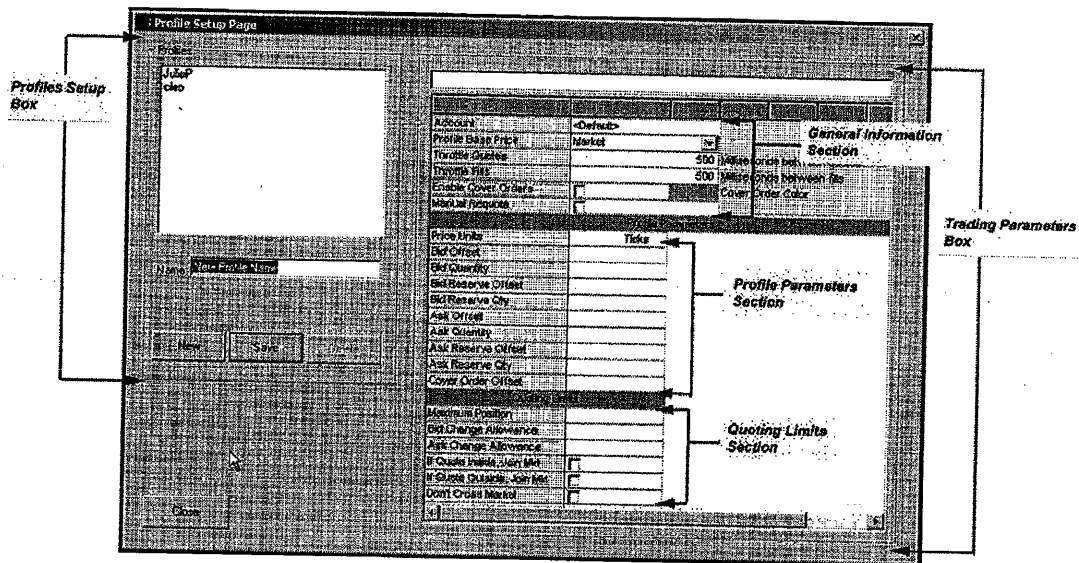 Profile Setup Page
Profiles
JulieP
cleo
Name
New Profile Name
New
Save
Close
Profiles Setup
Box
Account
<Default>
Profile Base Price
Market
Throttle Quotes
500
Milliseconds between
Throttle Fills
500
Milliseconds between fills
Enable Cover Orders
Cover Order Color
Manual Requote
General Information
Section
Trading Parameters
Box
Price Units
Ticks
Bid Offset
Bid Quantity
Bid Reserve Offset
Bid Reserve Qty
Ask Offset
Ask Quantity
Ask Reserve Offset
Ask Reserve Qty
Cover Order Offset
Profile Parameters
Section
Quoting Limits
Maximum Position
Bid Change Allowance
Ask Change Allowance
If Quote Inside, Join Mkt
If Quote Outside, Join Mkt
Don't Cross Market
Quoting Limits
Section